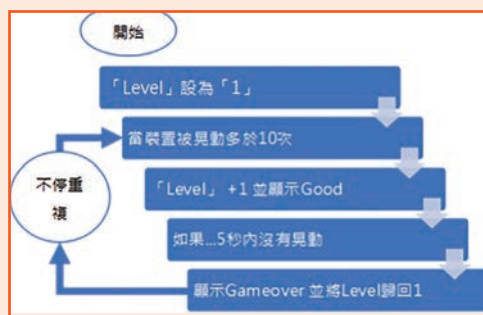 開始
「Level」設為「1」
當裝置被晃動多於10次
「Level」 +1 並顯示Good
不停重
複
如果…5秒內沒有晃動
顯示Gameover 並將Level歸回1